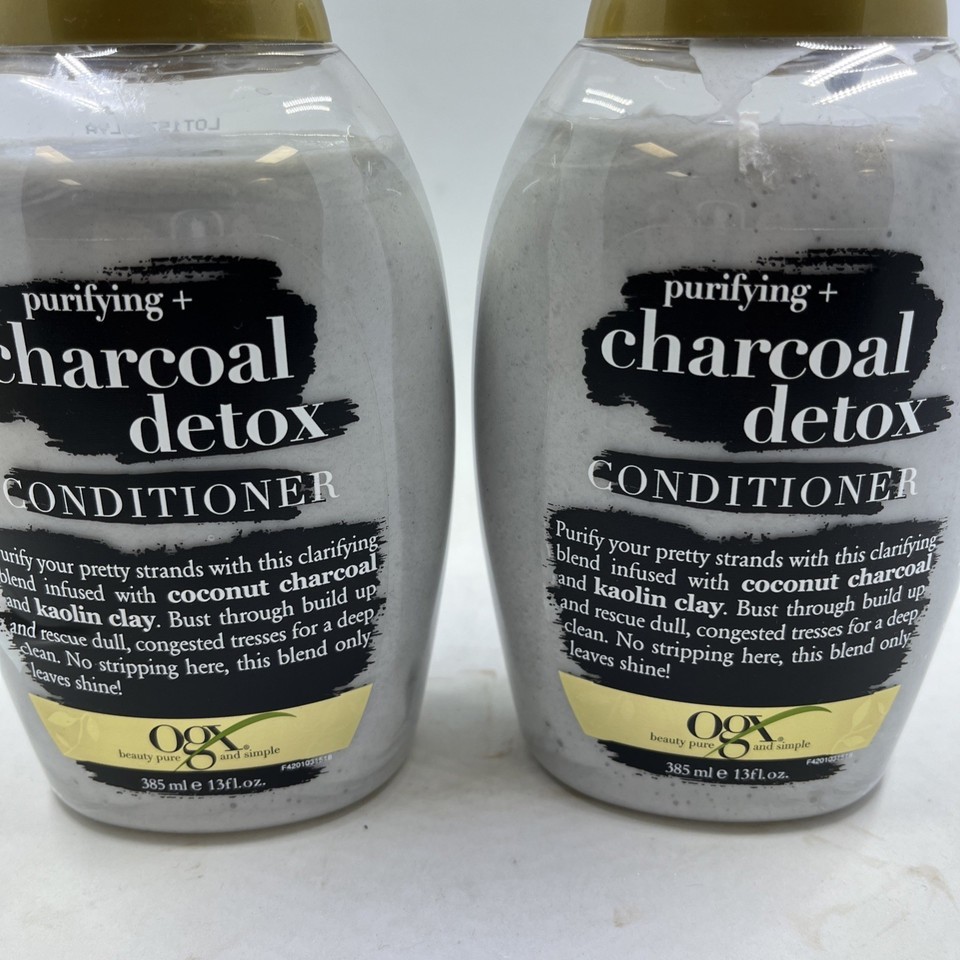 purifying +
charcoal
detox
CONDITIONER
urify your pretty strands with this clarifying
blend infused with coconut charcoal
and kaolin clay. Bust through build up
and rescue dull, congested tresses for a deep
clean. No stripping here, this blend only
leaves shine!
ogx
beauty pure and simple
385 ml e 13fl.oz.
purifying +
charcoal
detox
CONDITIONER
Purify your pretty strands with this clarifying
blend infused with coconut charcoal
and kaolin clay. Bust through build up
and rescue dull, congested tresses for a deep
clean. No stripping here, this blend only
leaves shine!
ogx
beauty pure and simple
385 ml e 13fl.oz.